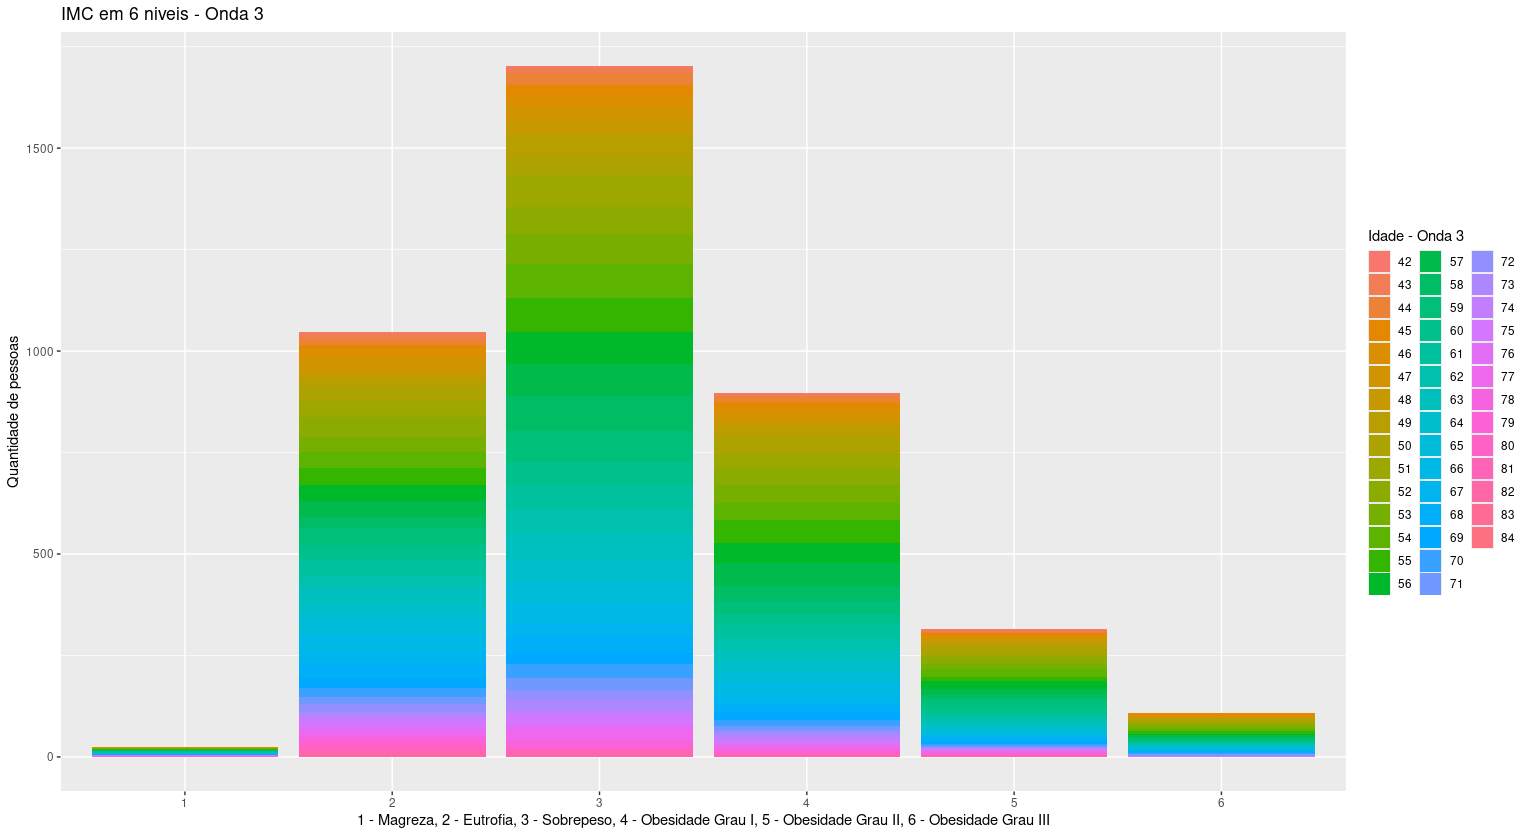 IMC em 6 niveis - Onda 3
Quantidade de pessoas
1500
1000
500
0
1 2 3 4 5 6
1 - Magreza, 2 - Eutrofia, 3 - Sobrepeso, 4 - Obesidade Grau I, 5 - Obesidade Grau II, 6 - Obesidade Grau III
Idade - Onda 3
42 57 72
43 58 73
44 59 74
45 60 75
46 61 76
47 62 77
48 63 78
49 64 79
50 65 80
51 66 81
52 67 82
53 68 83
54 69 84
55 70
56 71